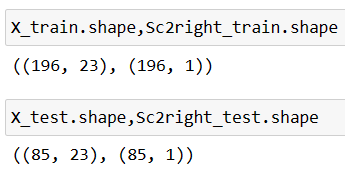 X_train.shape,Sc2right_train.shape
((196, 23), (196, 1))
X_test.shape,Sc2right_test.shape
((85, 23), (85, 1))